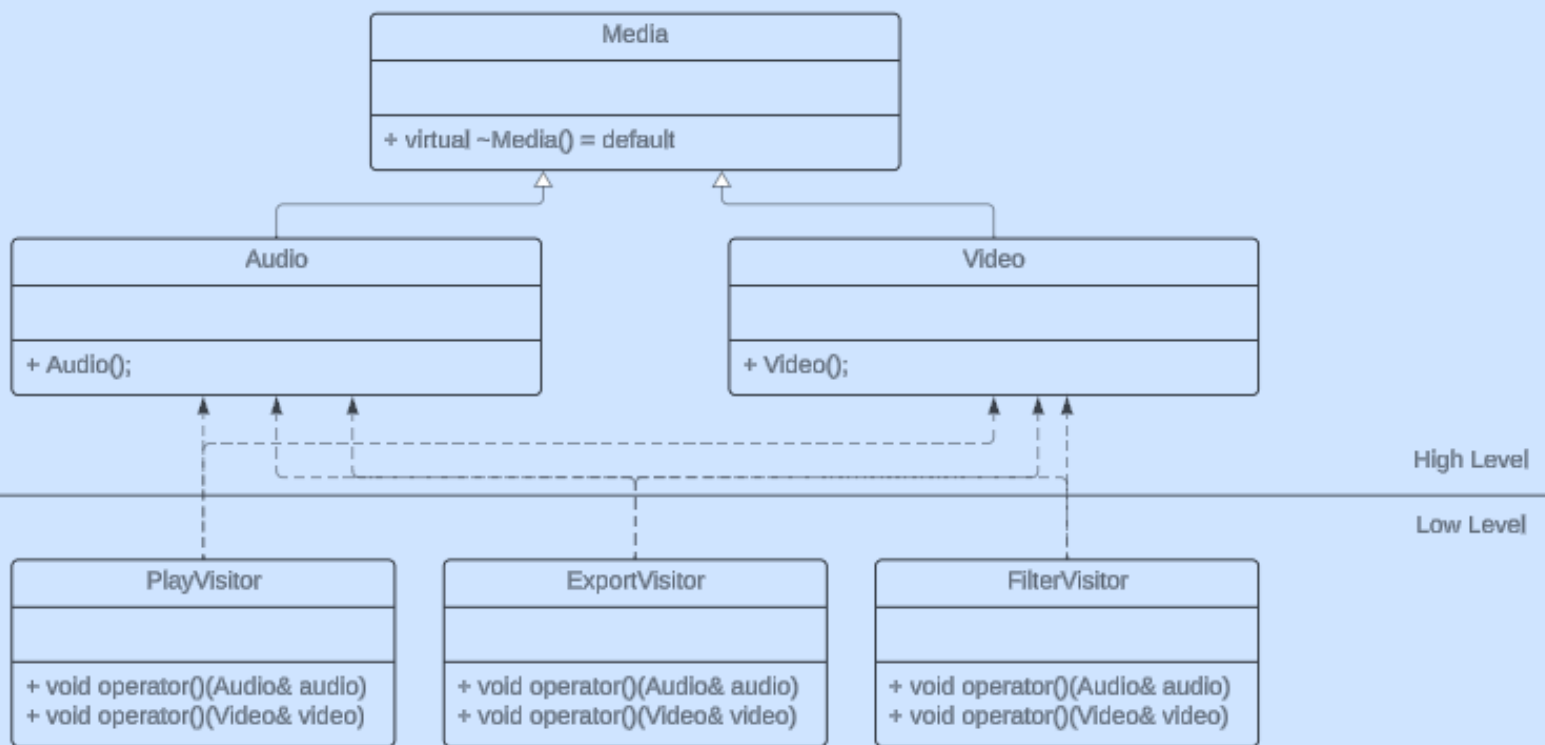 Media
+ virtual ~Media() = default
Audio
+ Audio();
Video
+ Video();
High Level
Low Level
PlayVisitor
+ void operator()(Audio& audio)
+ void operator()(Video& video)
ExportVisitor
+ void operator()(Audio& audio)
+ void operator()(Video& video)
FilterVisitor
+ void operator()(Audio& audio)
+ void operator()(Video& video)